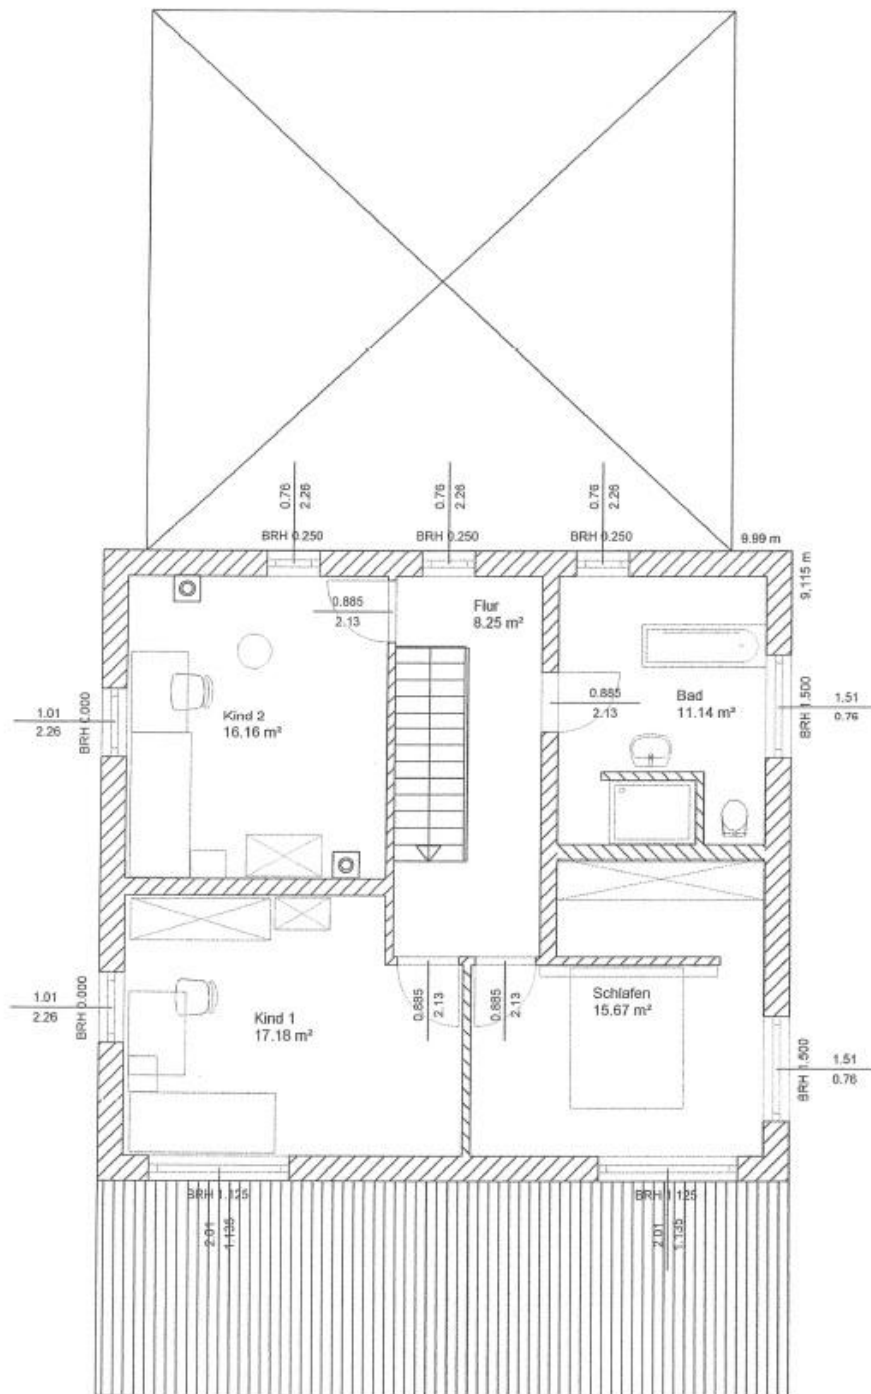 0.76
2.26
0.76
2.26
0.76
2.26
BRH 0.250
BRH 0.250
BRH 0.250
9.99 m
9,115 m
0.885
2.13
Flur
8.25 m²
1.01
2.26
BRH 0.000
Kind 2
16.16 m²
0.885
2.13
Bad
11.14 m²
BRH 1.500
1.51
0.76
1.01
2.26
BRH 0.000
Kind 1
17.18 m²
0.885
2.13
0.885
2.13
Schlafen
15.67 m²
BRH 1.500
1.51
0.76
BRH 1.125
2.01
1.135
BRH 1.125
2.01
1.135